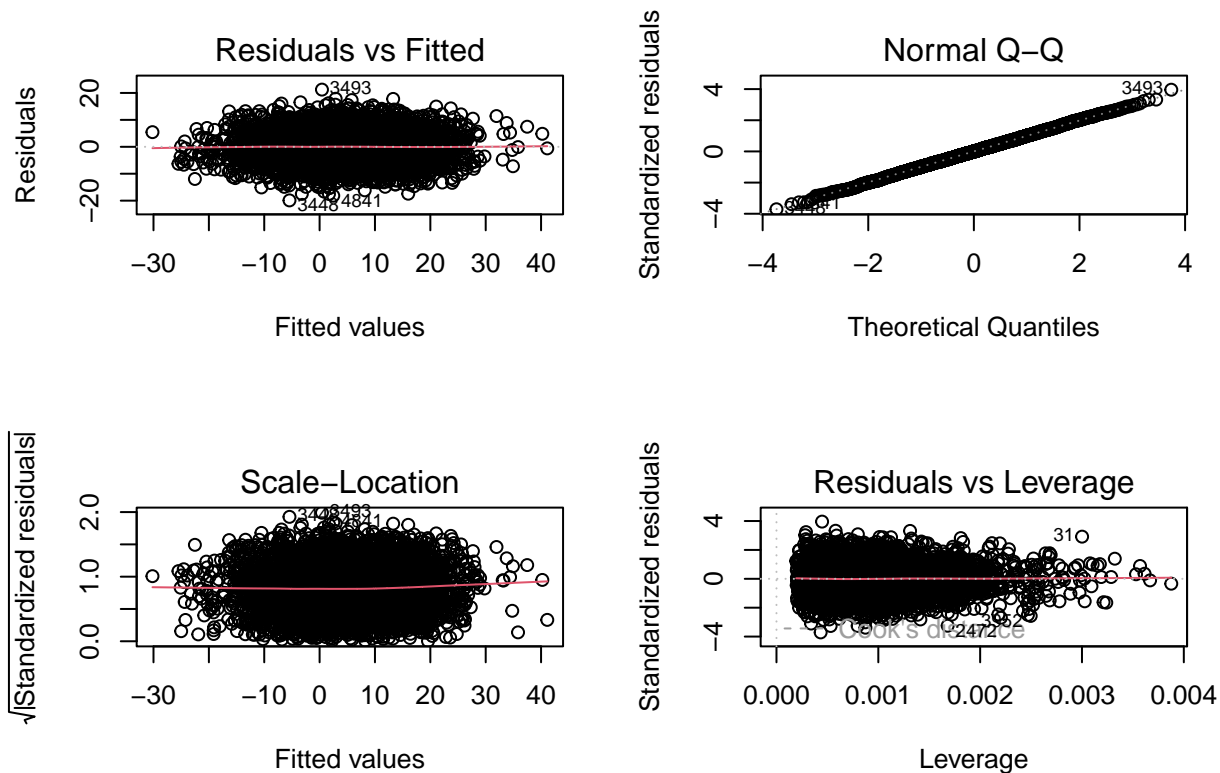 Residuals vs Fitted
Residuals
20
0
−20
3493
3448
4841
−30 −10 0 10 20 30 40
Fitted values
Normal Q−Q
Standardized residuals
4
0
−4
3493
−4 −2 0 2 4
Theoretical Quantiles
Scale−Location
√|Standardized residuals|
2.0
1.0
0.0
3493
4841
−30 −10 0 10 20 30 40
Fitted values
Residuals vs Leverage
Standardized residuals
4
0
−4
31
Cook's distance
2472
0.000 0.001 0.002 0.003 0.004
Leverage